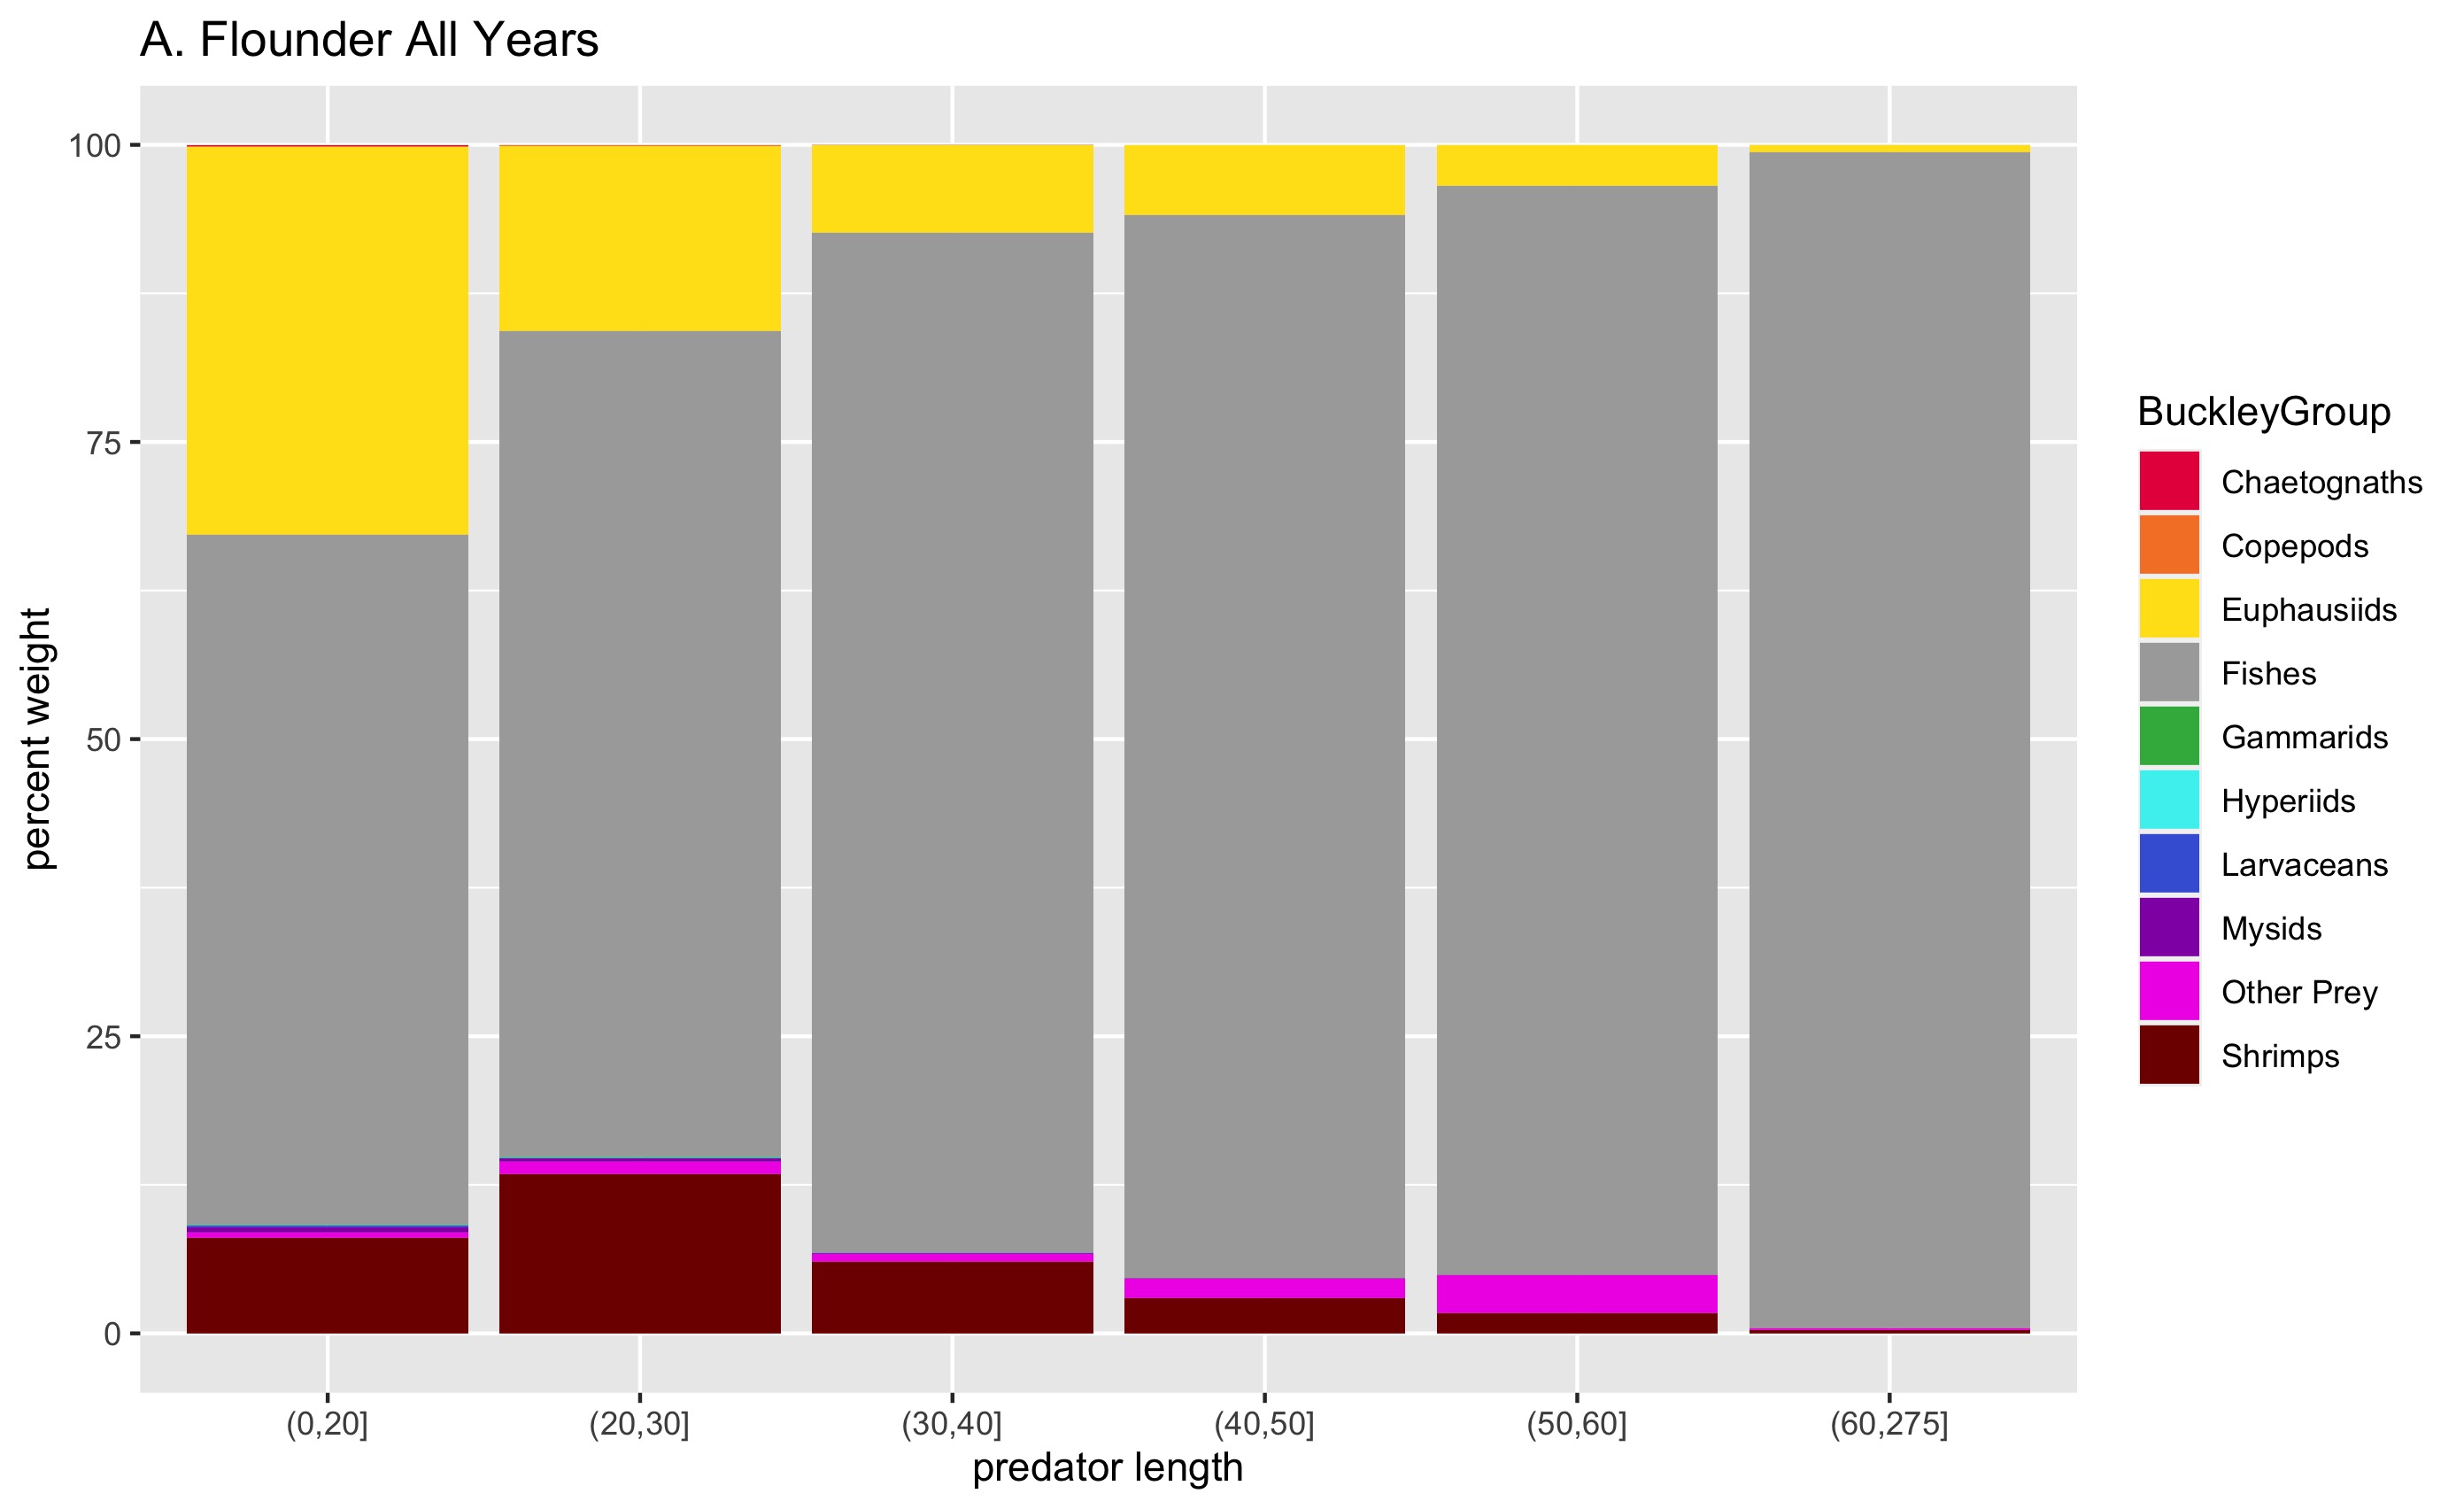 A. Flounder All Years
percent weight
100
75
50
25
0
(0,20]
(20,30]
(30,40]
(40,50]
(50,60]
(60,275]
predator length
BuckleyGroup
Chaetognaths
Copepods
Euphausiids
Fishes
Gammarids
Hyperiids
Larvaceans
Mysids
Other Prey
Shrimps